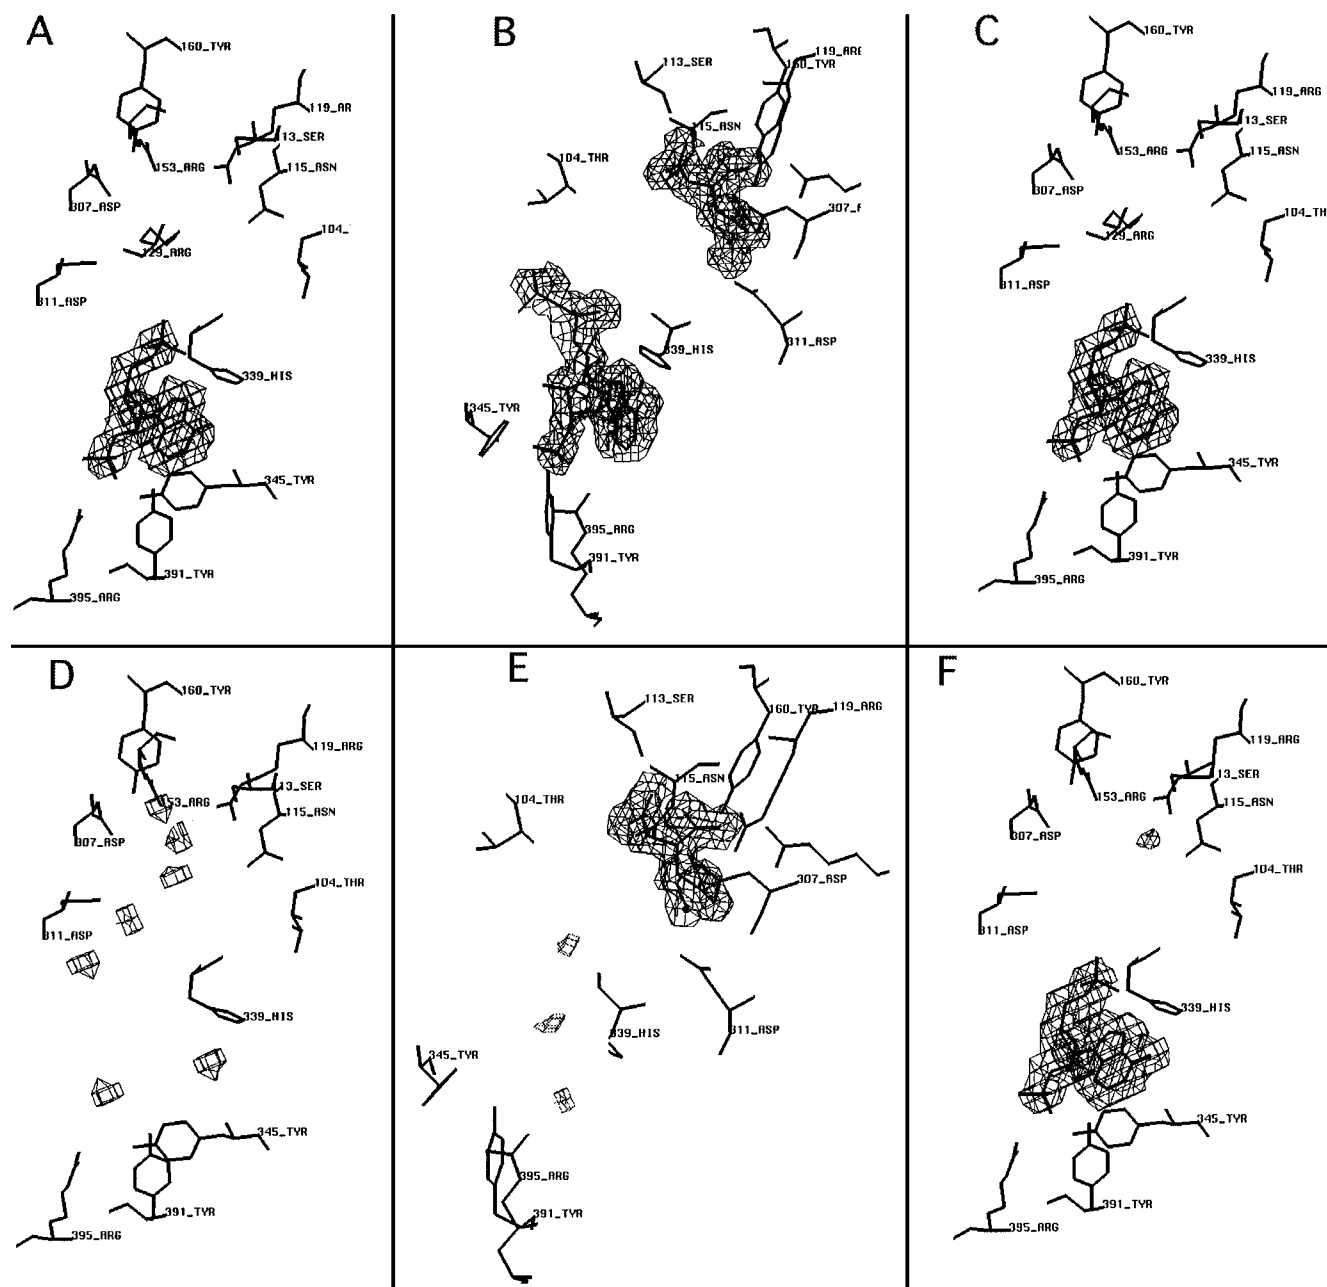 A
160_TYR
119_AR
13_SER
153_ARG
115_ASN
307_ASP
104_
129_ARG
311_ASP
339_HIS
345_TYR
391_TYR
395_ARG
B
119_ARG
160_TYR
113_SER
115_ASN
104_THR
307_A
339_HIS
311_ASP
345_TYR
395_ARG
391_TYR
C
160_TYR
119_ARG
13_SER
153_ARG
115_ASN
307_ASP
104_TH
129_ARG
311_ASP
339_HIS
345_TYR
391_TYR
395_ARG
D
160_TYR
119_ARG
13_SER
153_ARG
115_ASN
307_ASP
104_THR
311_ASP
339_HIS
345_TYR
391_TYR
395_ARG
E
113_SER
160_TYR
119_ARG
115_ASN
104_THR
307_ASP
339_HIS
311_ASP
345_TYR
395_ARG
391_TYR
F
160_TYR
119_ARG
13_SER
153_ARG
115_ASN
307_ASP
104_THR
311_ASP
339_HIS
345_TYR
391_TYR
395_ARG